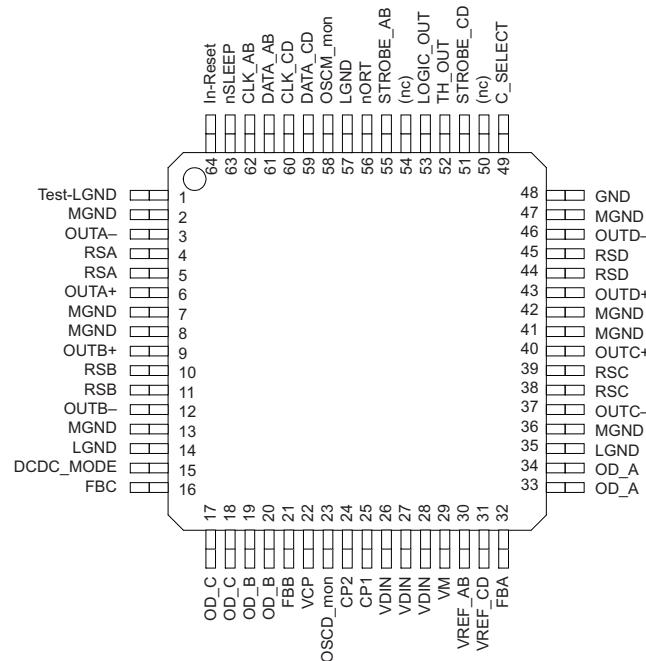 In-Reset
nSLEEP
CLK_AB
DATA_AB
CLK_CD
DATA_CD
OSCM_mon
LGND
nORT
STROBE_AB
(nc)
LOGIC_OUT
TH_OUT
STROBE_CD
(nc)
C_SELECT
64
63
62
61
60
59
58
57
56
55
54
53
52
51
50
49
Test-LGND 1
MGND 2
OUTA– 3
RSA 4
RSA 5
OUTA+ 6
MGND 7
MGND 8
OUTB+ 9
RSB 10
RSB 11
OUTB– 12
MGND 13
LGND 14
DCDC_MODE 15
FBC 16
48 GND
47 MGND
46 OUTD–
45 RSD
44 RSD
43 OUTD+
42 MGND
41 MGND
40 OUTC+
39 RSC
38 RSC
37 OUTC–
36 MGND
35 LGND
34 OD_A
33 OD_A
17
18
19
20
21
22
23
24
25
26
27
28
29
30
31
32
OD_C
OD_C
OD_B
OD_B
FBB
VCP
OSCD_mon
CP2
CP1
VDIN
VDIN
VDIN
VM
VREF_AB
VREF_CD
FBA